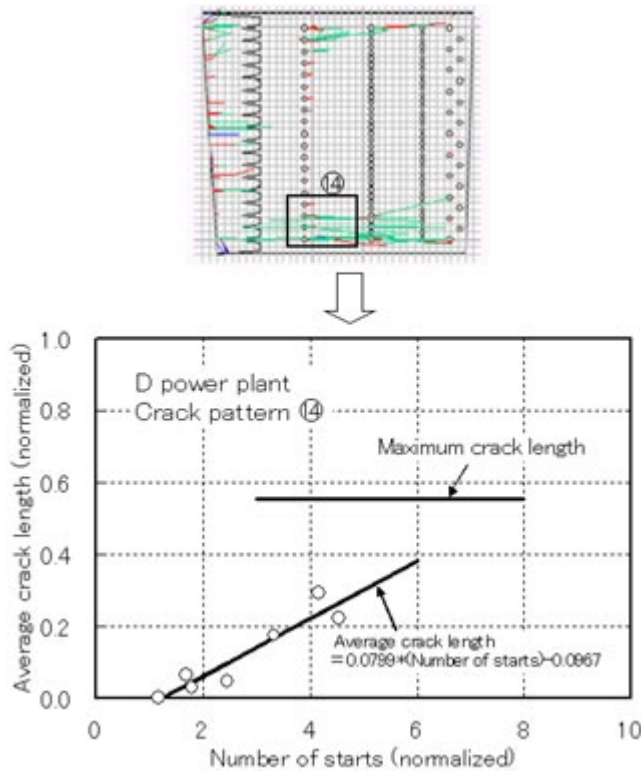 ⑭
1.0
0.8
0.6
0.4
0.2
0.0
Average crack length (normalized)
D power plant
Crack pattern ⑭
Maximum crack length
Average crack length
=0.0799*(Number of starts)-0.0967
0 2 4 6 8 10
Number of starts (normalized)